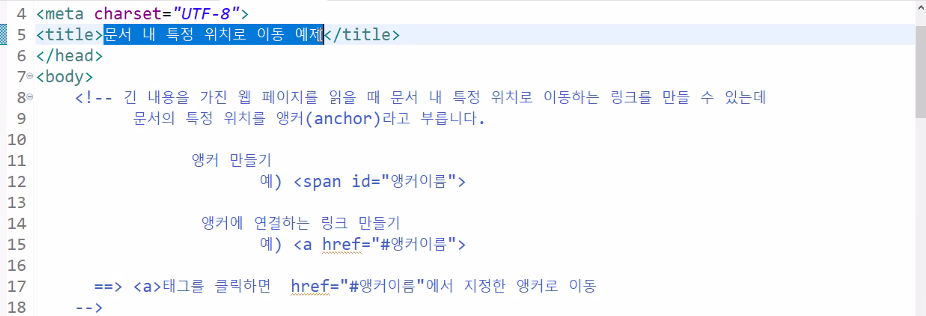 4 <meta charset="UTF-8">
5 <title>문서 내 특정 위치로 이동 예제</title>
6 </head>
7 <body>
8 <!-- 긴 내용을 가진 웹 페이지를 읽을 때 문서 내 특정 위치로 이동하는 링크를 만들 수 있는데
9 문서의 특정 위치를 앵커(anchor)라고 부릅니다.
10
11 앵커 만들기
12 예) <span id="앵커이름">
13
14 앵커에 연결하는 링크 만들기
15 예) <a href="#앵커이름">
16
17 ==> <a>태그를 클릭하면 href="#앵커이름"에서 지정한 앵커로 이동
18 -->